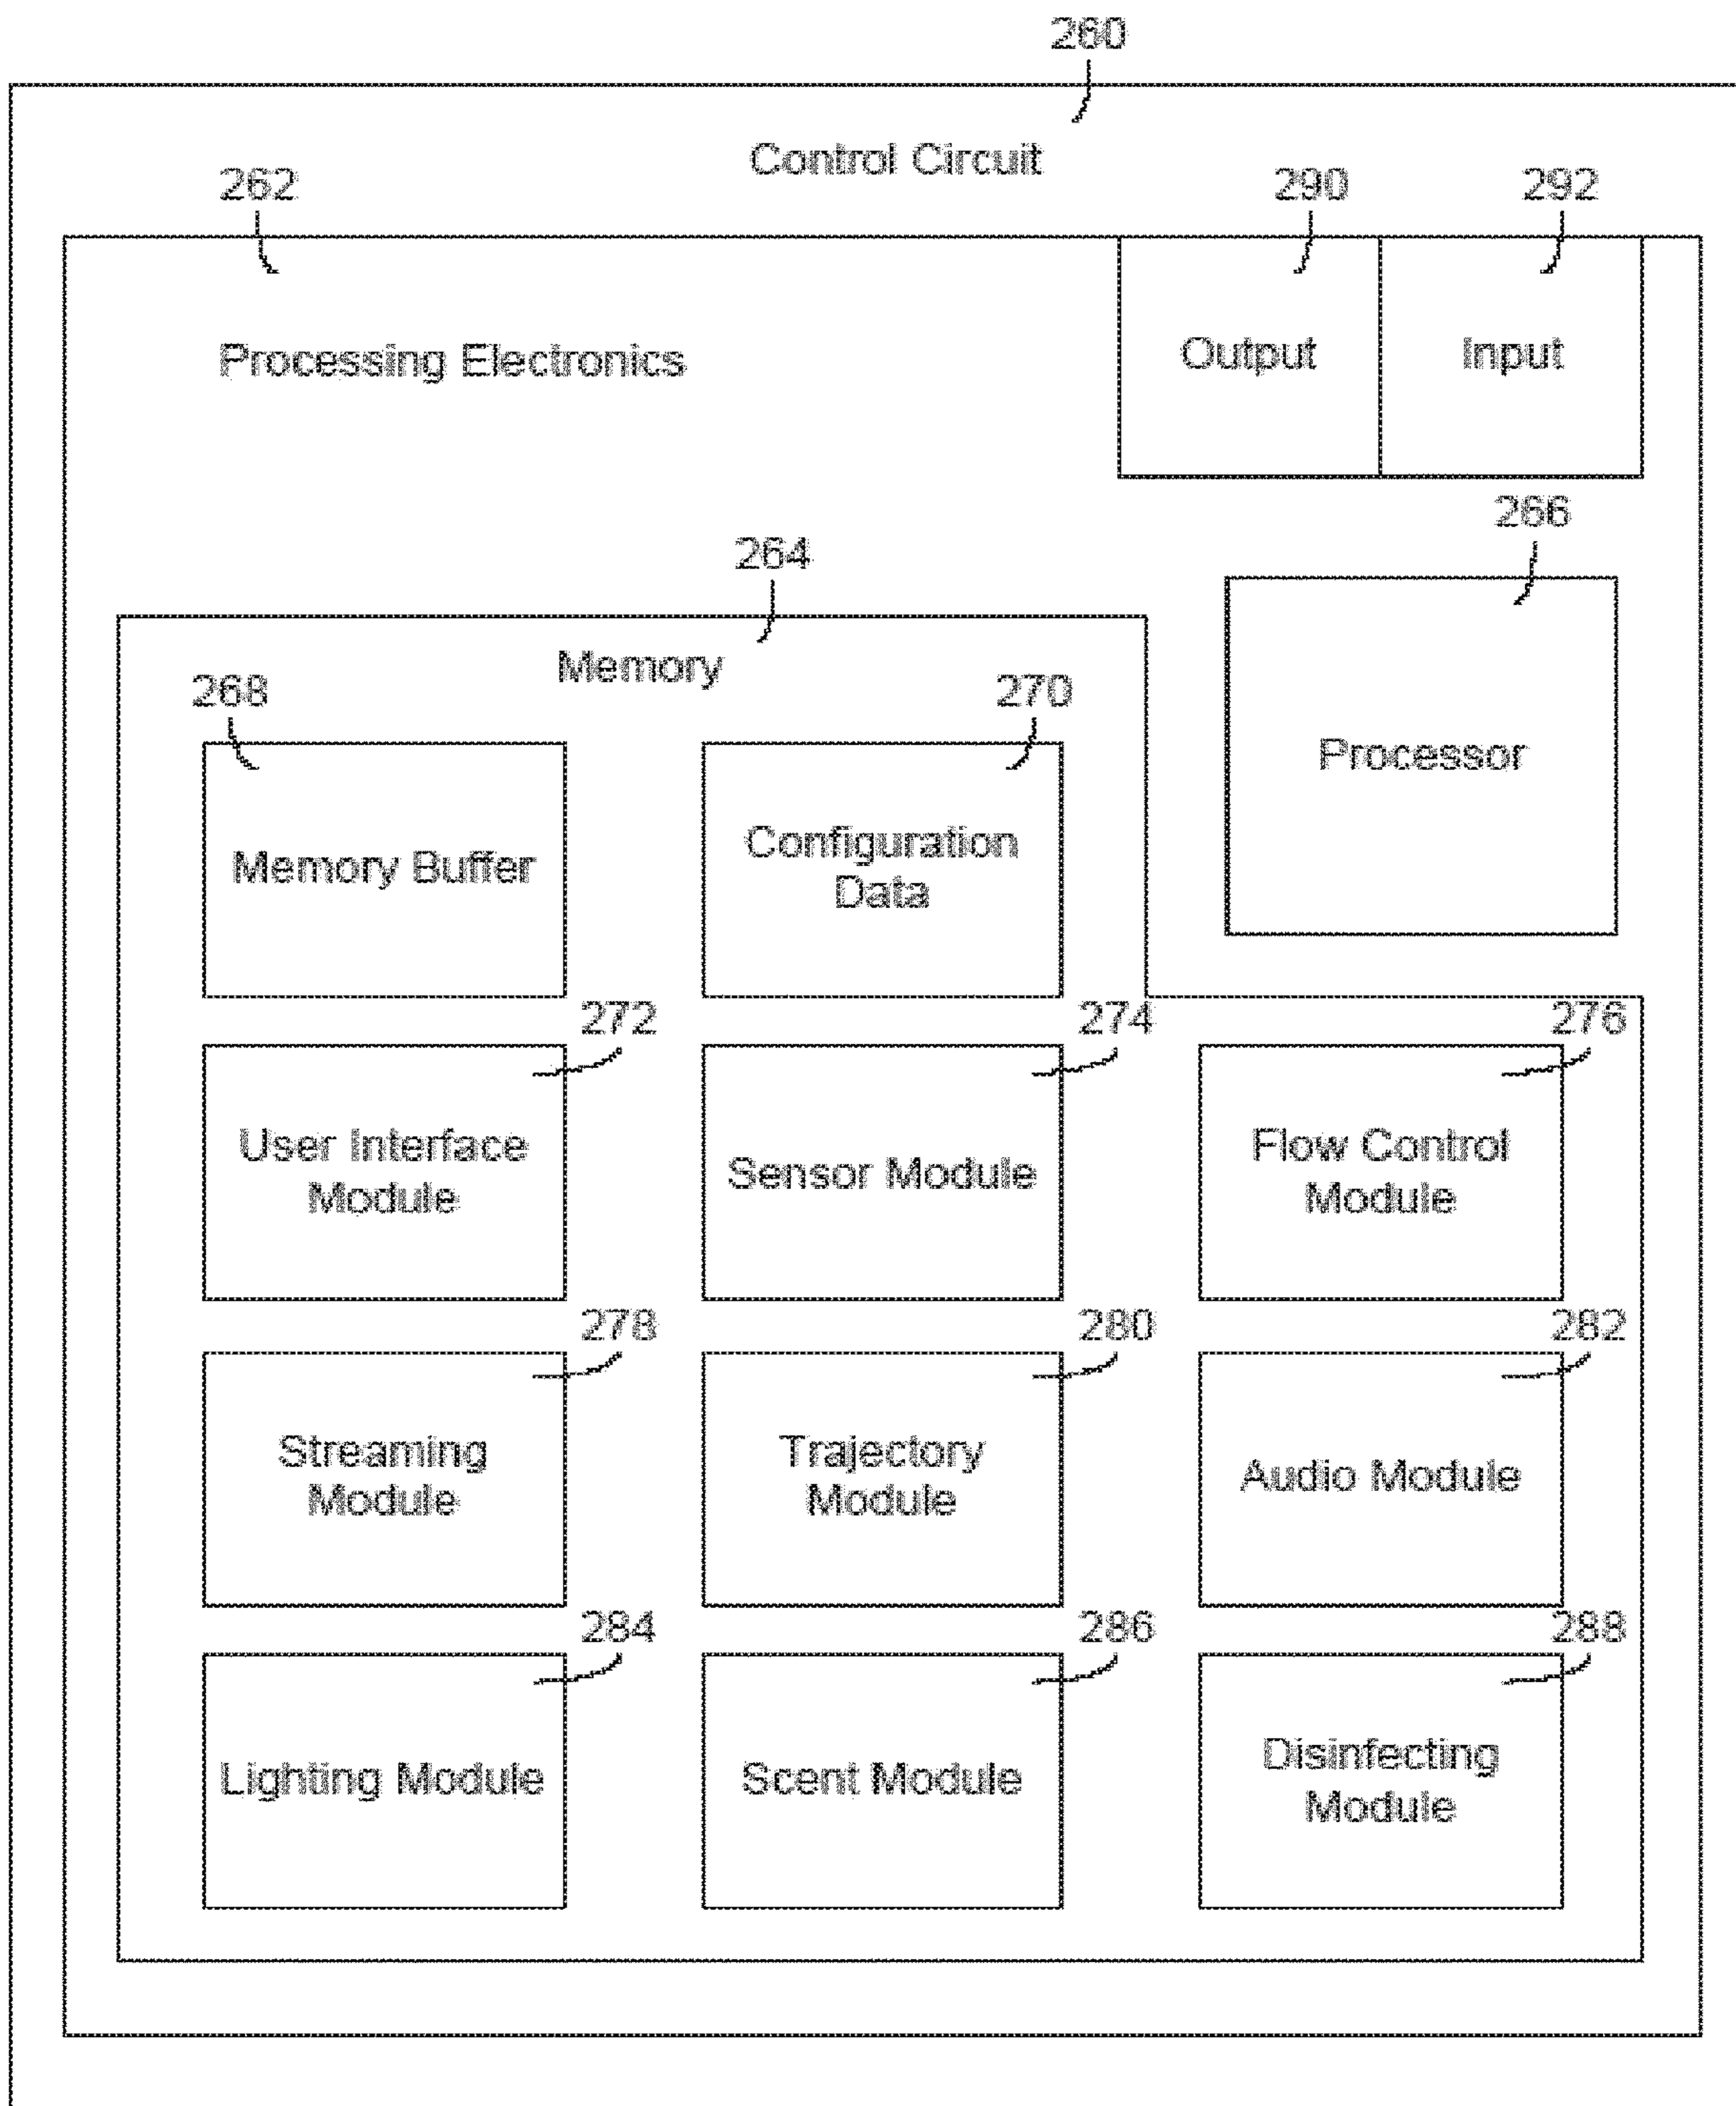 260
Control Circuit
262
290
292
Processing Electronics
Output
Input
266
264
Memory
Processor
268
270
Memory Buffer
Configuration
Data
272
274
276
User Interface
Module
Sensor Module
Flow Control
Module
278
280
282
Streaming
Module
Trajectory
Module
Audio Module
284
286
288
Lighting Module
Scent Module
Disinfecting
Module